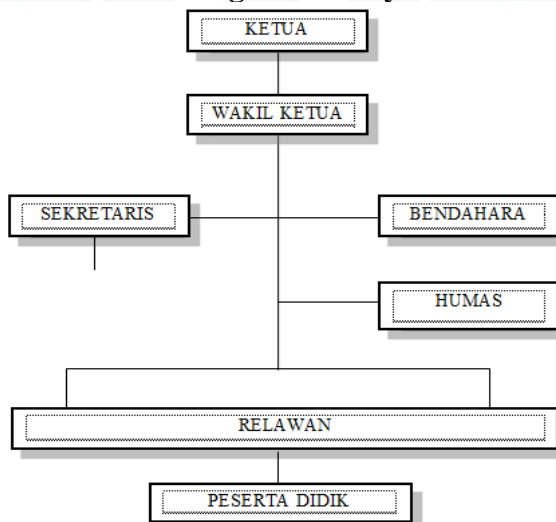 KETUA
WAKIL KETUA
SEKRETARIS
BENDAHARA
HUMAS
RELAWAN
PESERTA DIDIK